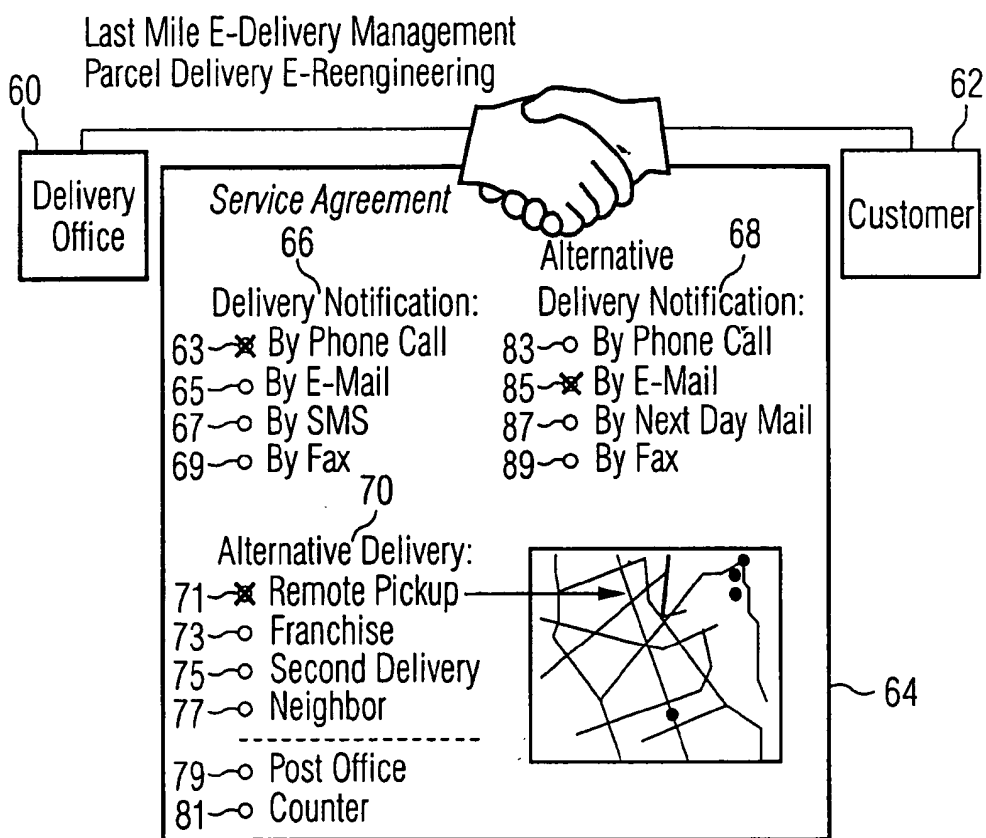 Last Mile E-Delivery Management
Parcel Delivery E-Reengineering
60
62
Delivery
Office
Customer
Service Agreement
66
Delivery Notification:
63 By Phone Call
65 By E-Mail
67 By SMS
69 By Fax
68
Alternative
Delivery Notification:
83 By Phone Call
85 By E-Mail
87 By Next Day Mail
89 By Fax
70
Alternative Delivery:
71 Remote Pickup
73 Franchise
75 Second Delivery
77 Neighbor
79 Post Office
81 Counter
64